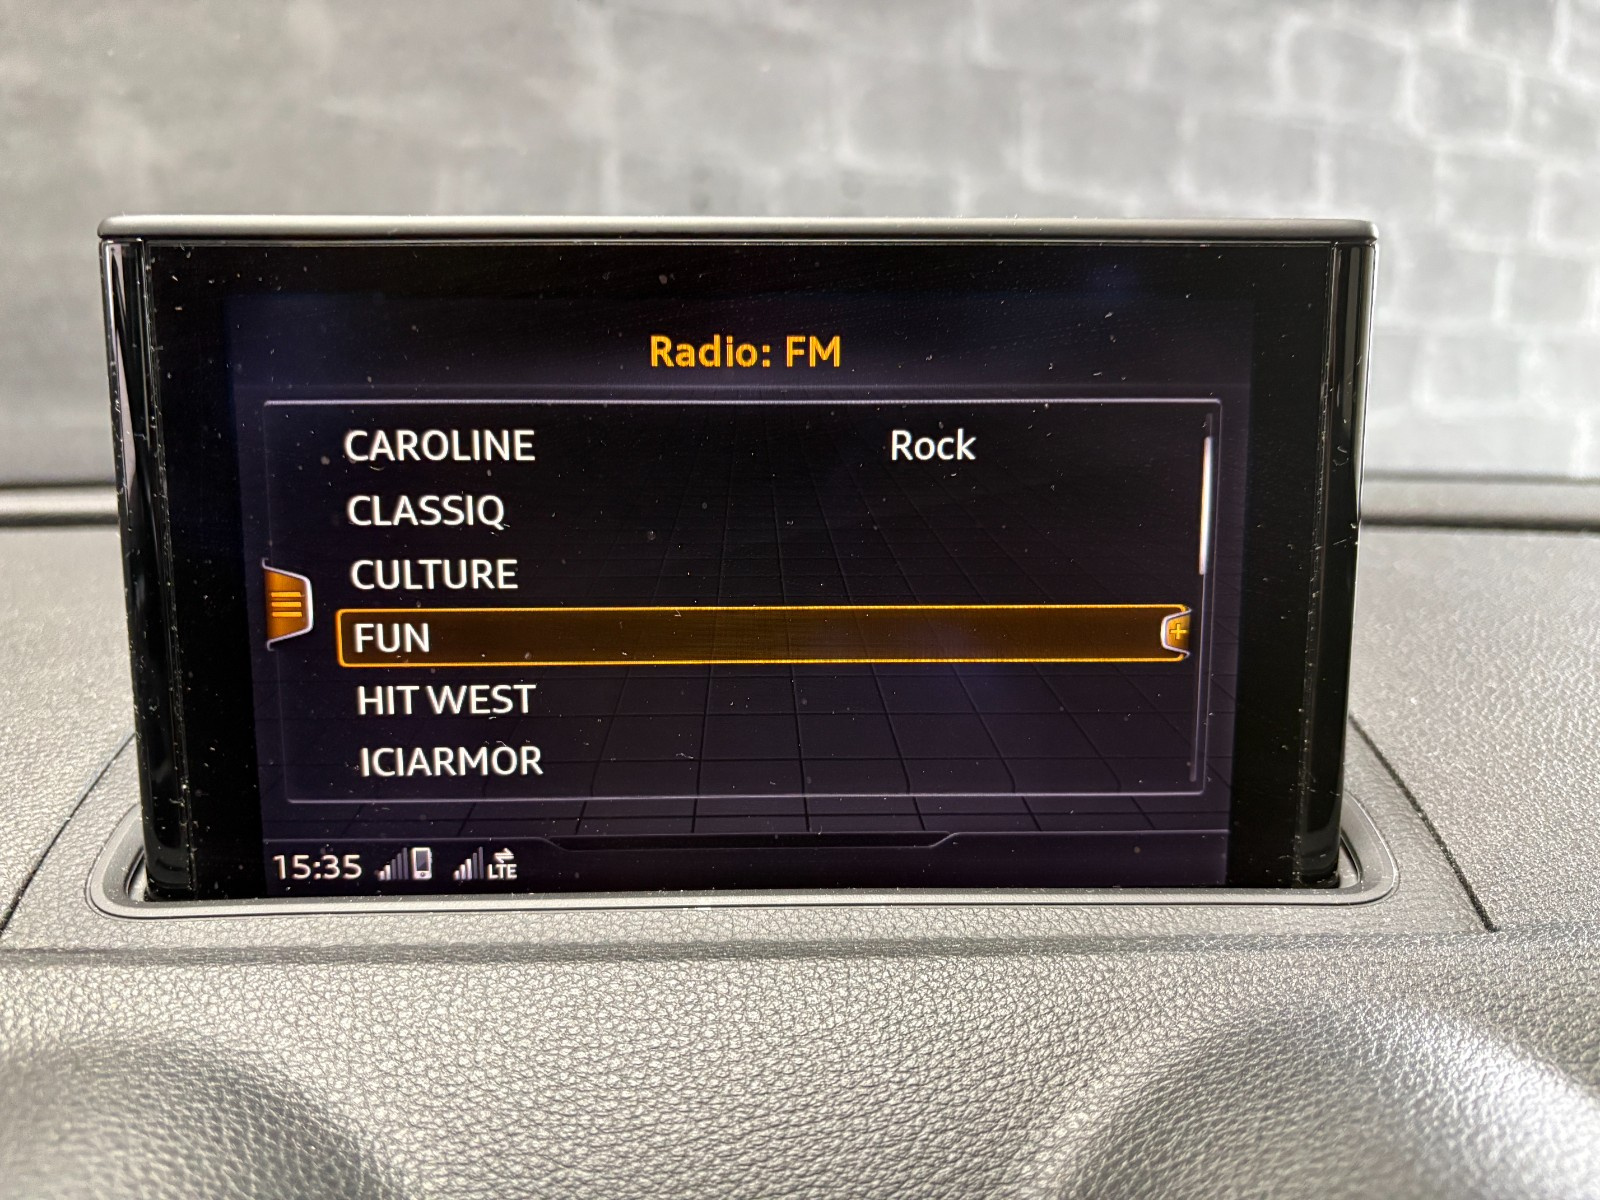 Radio: FM
CAROLINE Rock
CLASSIQ
CULTURE
FUN
HIT WEST
ICIARMOR
15:35 LTE